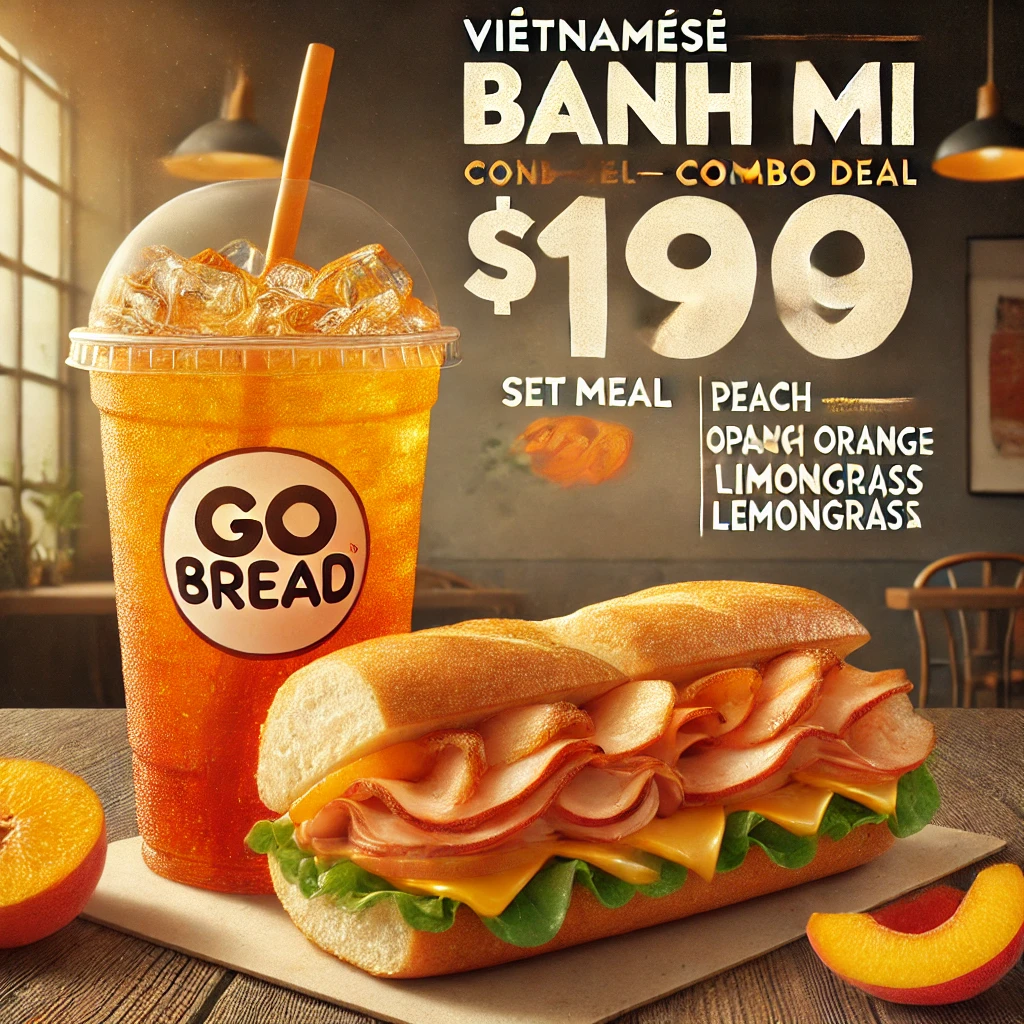 VIÉTNAMÉSÉ
BANH MI
COMBO DEAL
$199
SET MEAL
PEACH
ORANGE
LIMONGRASS
LEMONGRASS
GO
BREAD